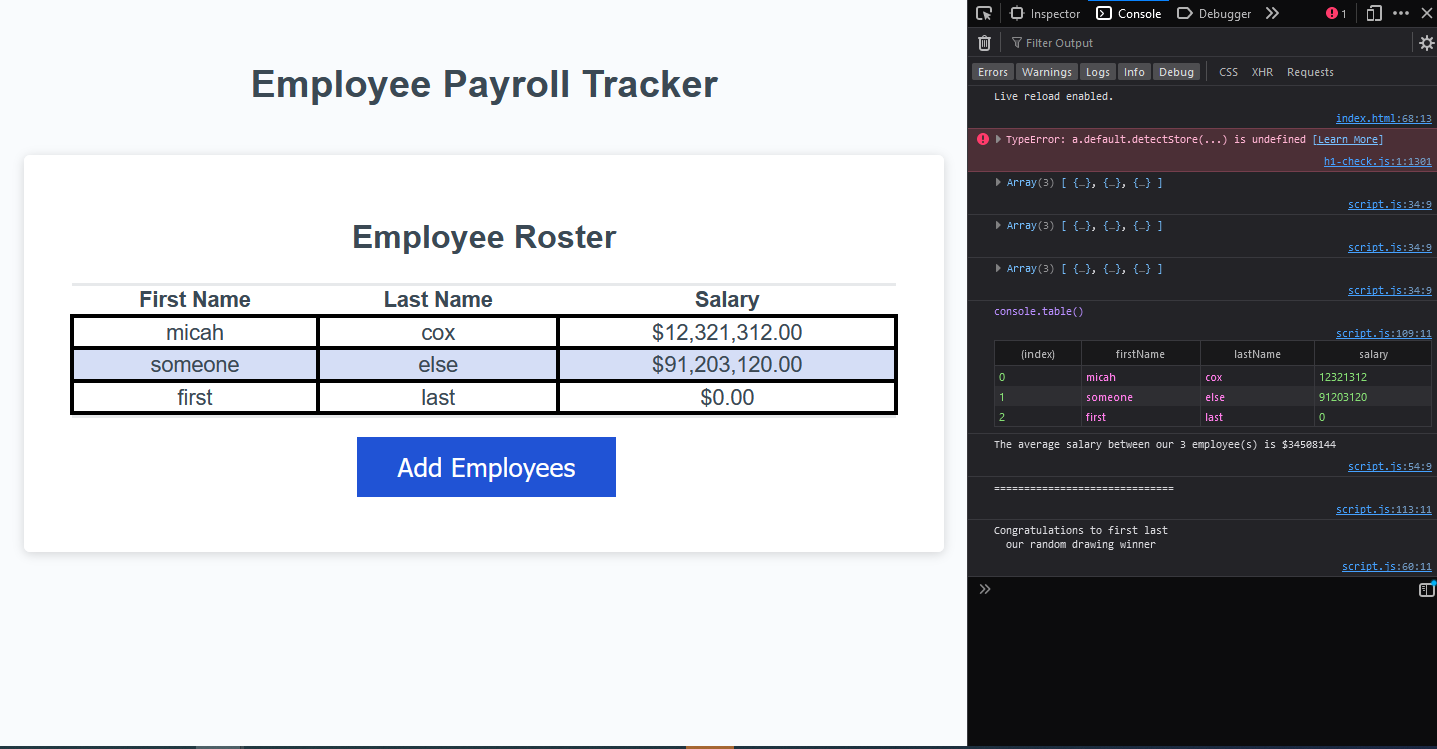 Employee Payroll Tracker
Employee Roster
First Name Last Name Salary
micah cox $12,321,312.00
someone else $91,203,120.00
first last $0.00
Add Employees
Inspector Console Debugger 1
Filter Output
Errors Warnings Logs Info Debug CSS XHR Requests
Live reload enabled.
index.html:68:13
TypeError: a.default.detectStore(...) is undefined [Learn More]
h1-check.js:1:1301
Array(3) [ {…}, {…}, {…} ]
script.js:34:9
Array(3) [ {…}, {…}, {…} ]
script.js:34:9
Array(3) [ {…}, {…}, {…} ]
script.js:34:9
console.table()
script.js:109:11
(index) firstName lastName salary
0 micah cox 12321312
1 someone else 91203120
2 first last 0
The average salary between our 3 employee(s) is $34508144
script.js:54:9
==============================
script.js:113:11
Congratulations to first last
our random drawing winner
script.js:60:11